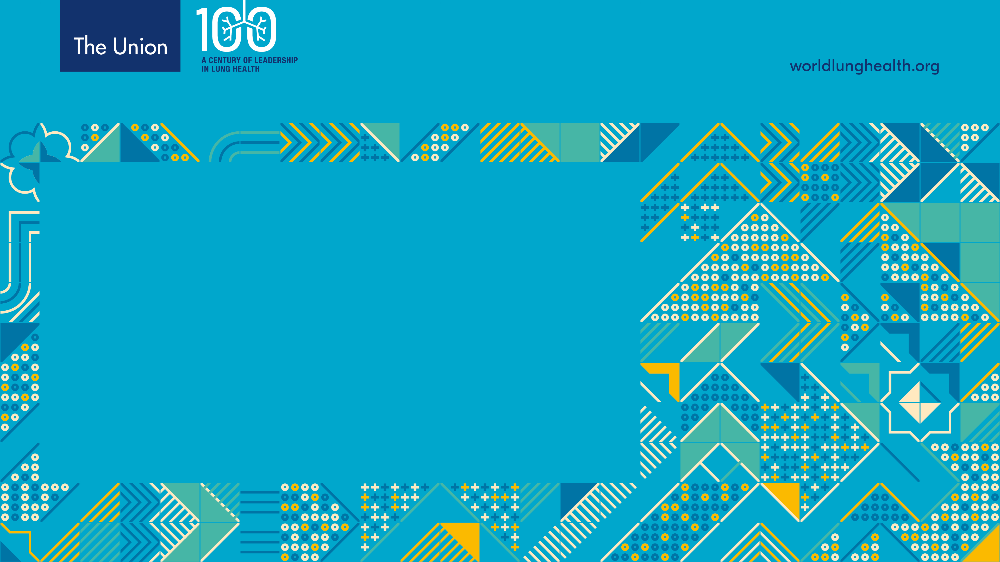 The Union
100
A CENTURY OF LEADERSHIP
IN LUNG HEALTH
worldlunghealth.org